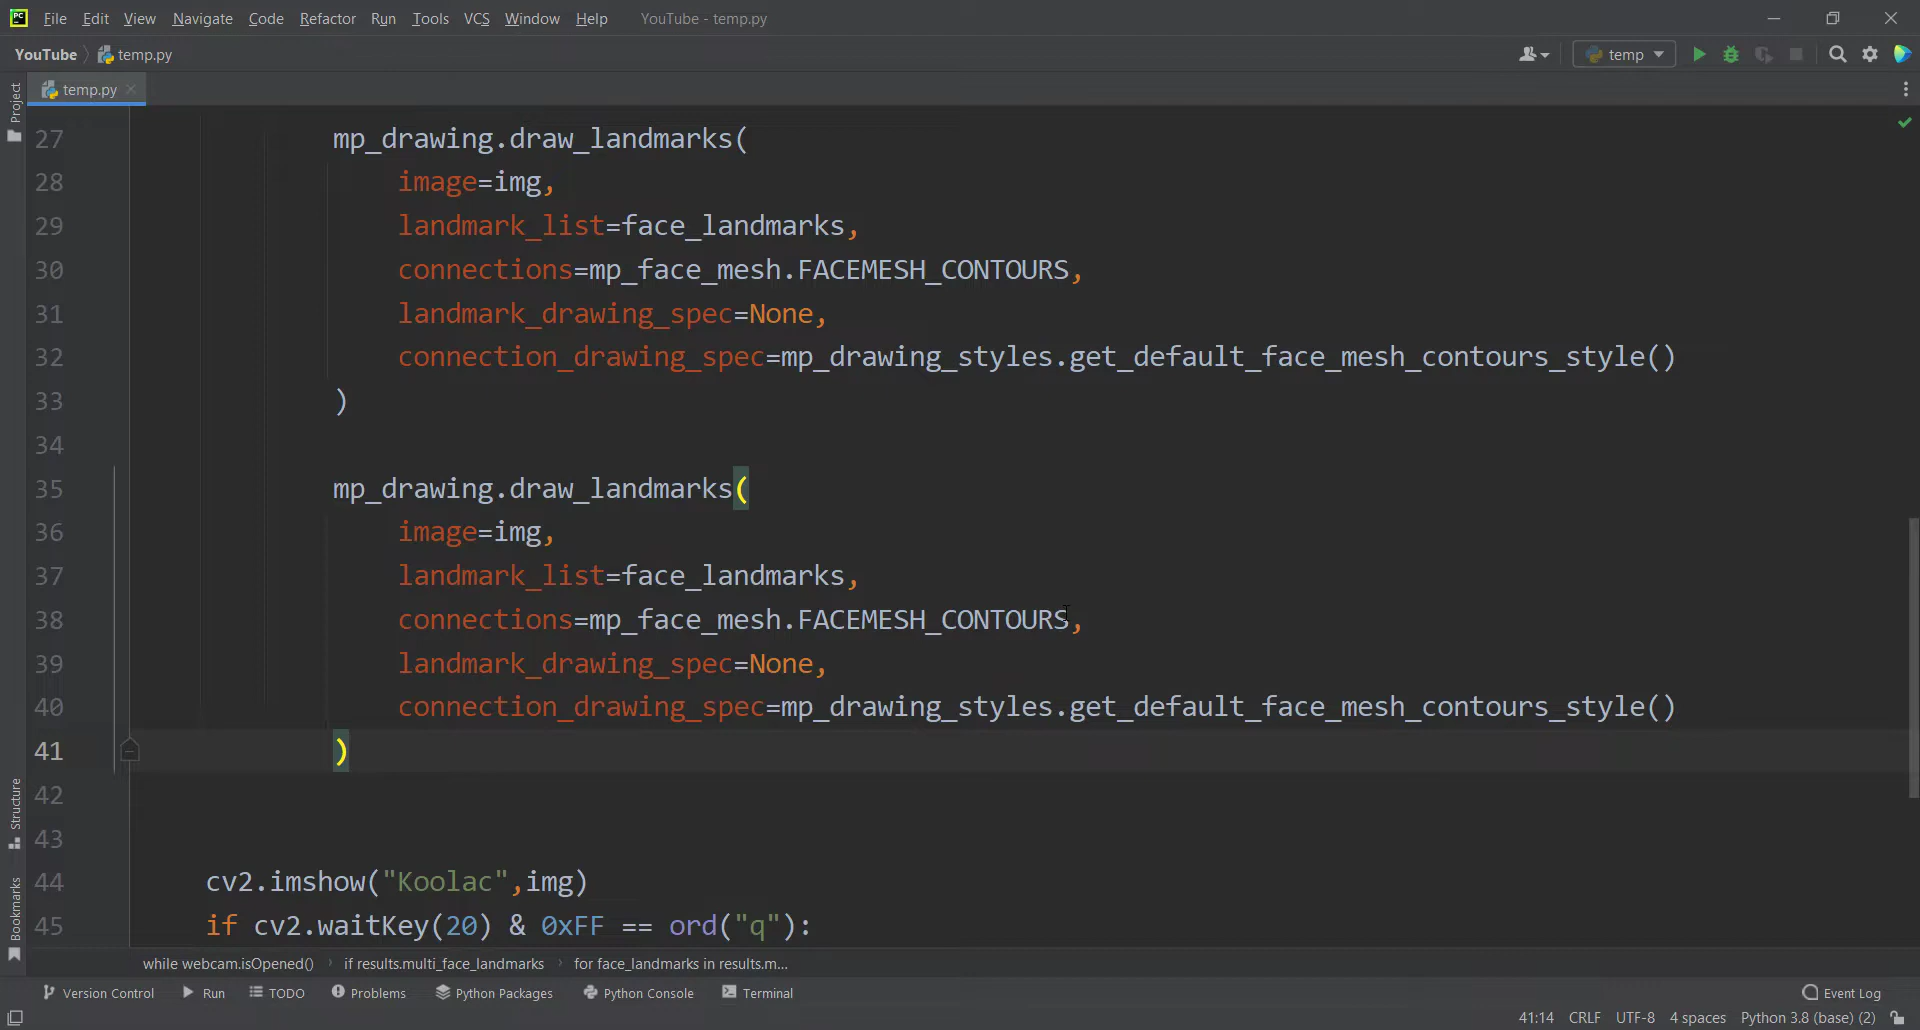 PC File Edit View Navigate Code Refactor Run Tools VCS Window Help YouTube - temp.py
YouTube temp.py temp
Project temp.py
27 mp_drawing.draw_landmarks(
28 image=img,
29 landmark_list=face_landmarks,
30 connections=mp_face_mesh.FACEMESH_CONTOURS,
31 landmark_drawing_spec=None,
32 connection_drawing_spec=mp_drawing_styles.get_default_face_mesh_contours_style()
33 )
34
35 mp_drawing.draw_landmarks(
36 image=img,
37 landmark_list=face_landmarks,
38 connections=mp_face_mesh.FACEMESH_CONTOURS,
39 landmark_drawing_spec=None,
40 connection_drawing_spec=mp_drawing_styles.get_default_face_mesh_contours_style()
41 )
42
43
44 cv2.imshow("Koolac",img)
45 if cv2.waitKey(20) & 0xFF == ord("q"):
Structure
Bookmarks
while webcam.isOpened() if results.multi_face_landmarks for face_landmarks in results.m...
Version Control Run TODO Problems Python Packages Python Console Terminal Event Log
41:14 CRLF UTF-8 4 spaces Python 3.8 (base) (2)